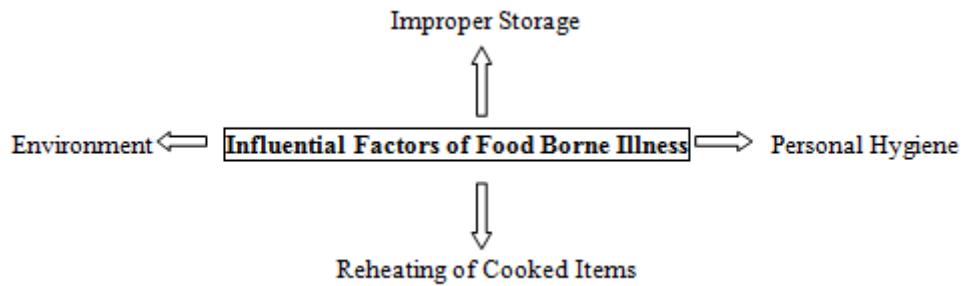 Improper Storage
Environment
Influential Factors of Food Borne Illness
Personal Hygiene
Reheating of Cooked Items